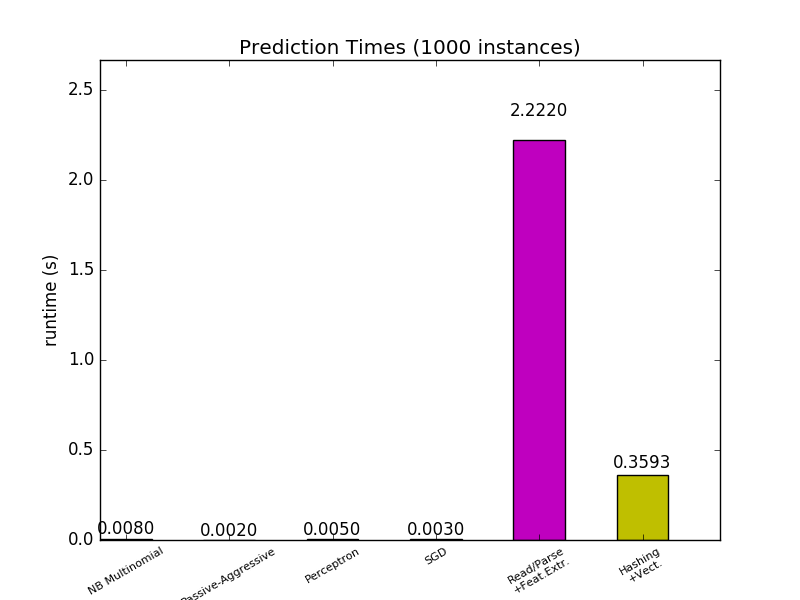 Prediction Times (1000 instances)
runtime (s)
2.5
2.0
1.5
1.0
0.5
0.0
0.0080
0.0020
0.0050
0.0030
2.2220
0.3593
NB Multinomial
Passive-Aggressive
Perceptron
SGD
Read/Parse
+Feat.Extr.
Hashing
+Vect.